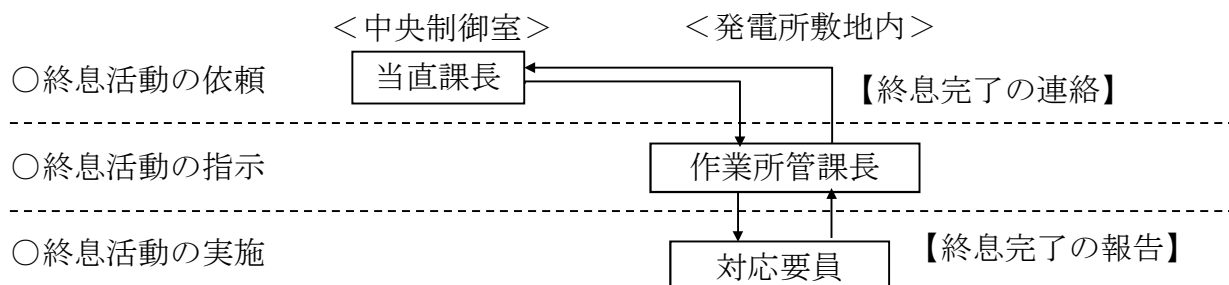 ＜中央制御室＞ ＜発電所敷地内＞
○終息活動の依頼 当直課長 【終息完了の連絡】
○終息活動の指示 作業所管課長
○終息活動の実施 対応要員 【終息完了の報告】